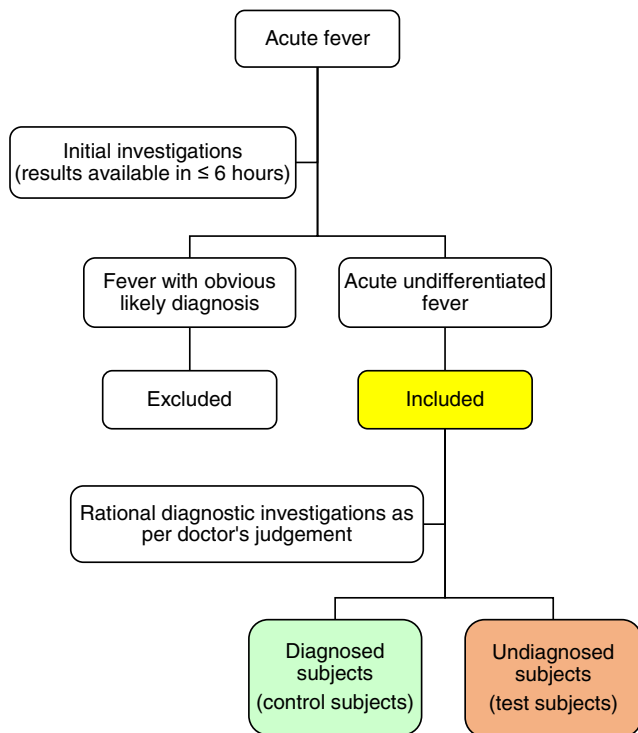 Acute fever
Initial investigations
(results available in ≤ 6 hours)
Fever with obvious
likely diagnosis
Acute undifferentiated
fever
Excluded
Included
Rational diagnostic investigations as
per doctor's judgement
Diagnosed
subjects
(control subjects)
Undiagnosed
subjects
(test subjects)